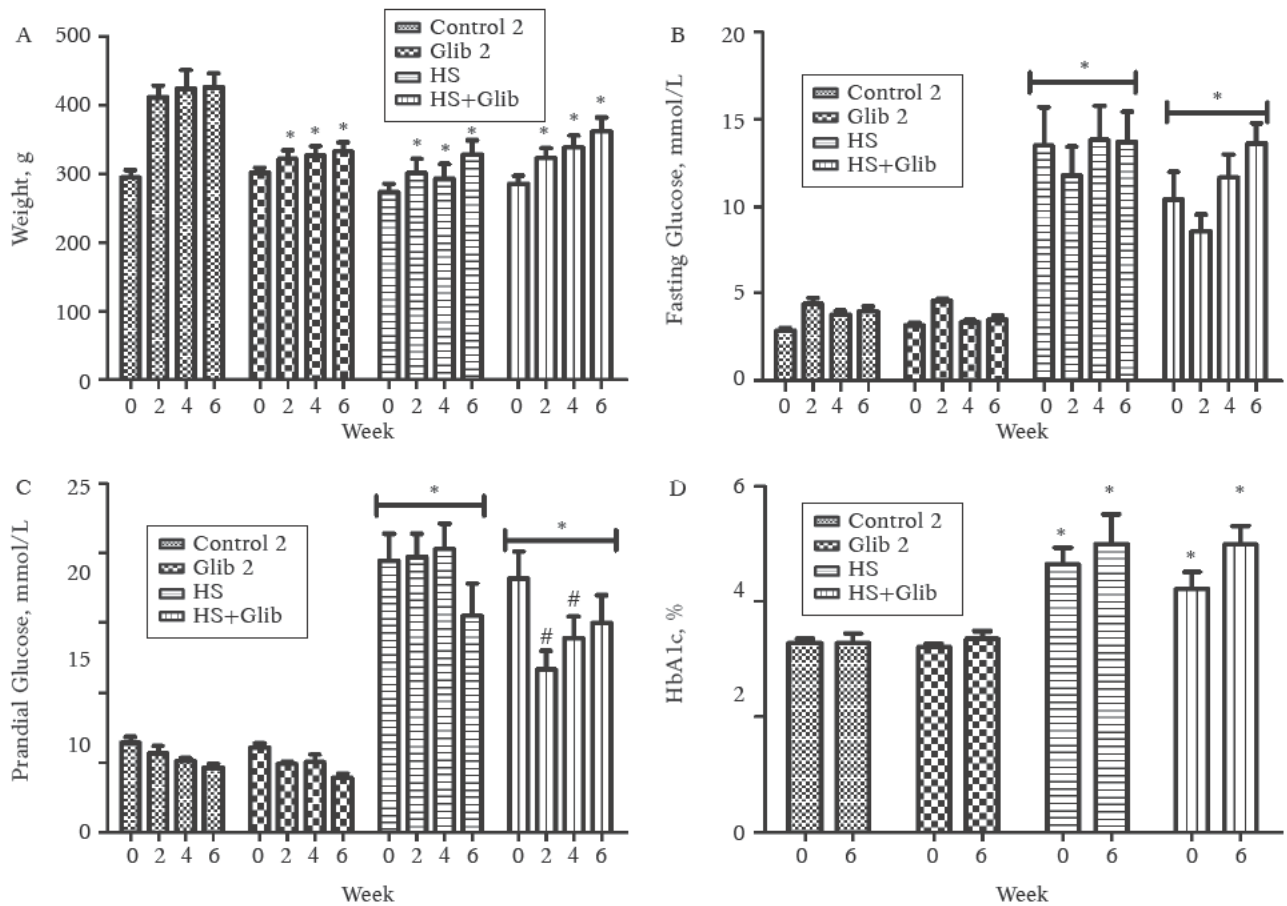 A
Weight, g
500
400
300
200
100
0
Control 2
Glib 2
HS
HS+Glib
* * *
* * *
* * *
0 2 4 6 0 2 4 6 0 2 4 6 0 2 4 6
Week
B
Fasting Glucose, mmol/L
20
15
10
5
0
Control 2
Glib 2
HS
HS+Glib
*
*
0 2 4 6 0 2 4 6 0 2 4 6 0 2 4 6
Week
C
Prandial Glucose, mmol/L
25
20
15
10
0
Control 2
Glib 2
HS
HS+Glib
*
*
# #
0 2 4 6 0 2 4 6 0 2 4 6 0 2 4 6
Week
D
HbA1c, %
6
4
2
0
Control 2
Glib 2
HS
HS+Glib
* *
* *
0 6 0 6 0 6 0 6
Week